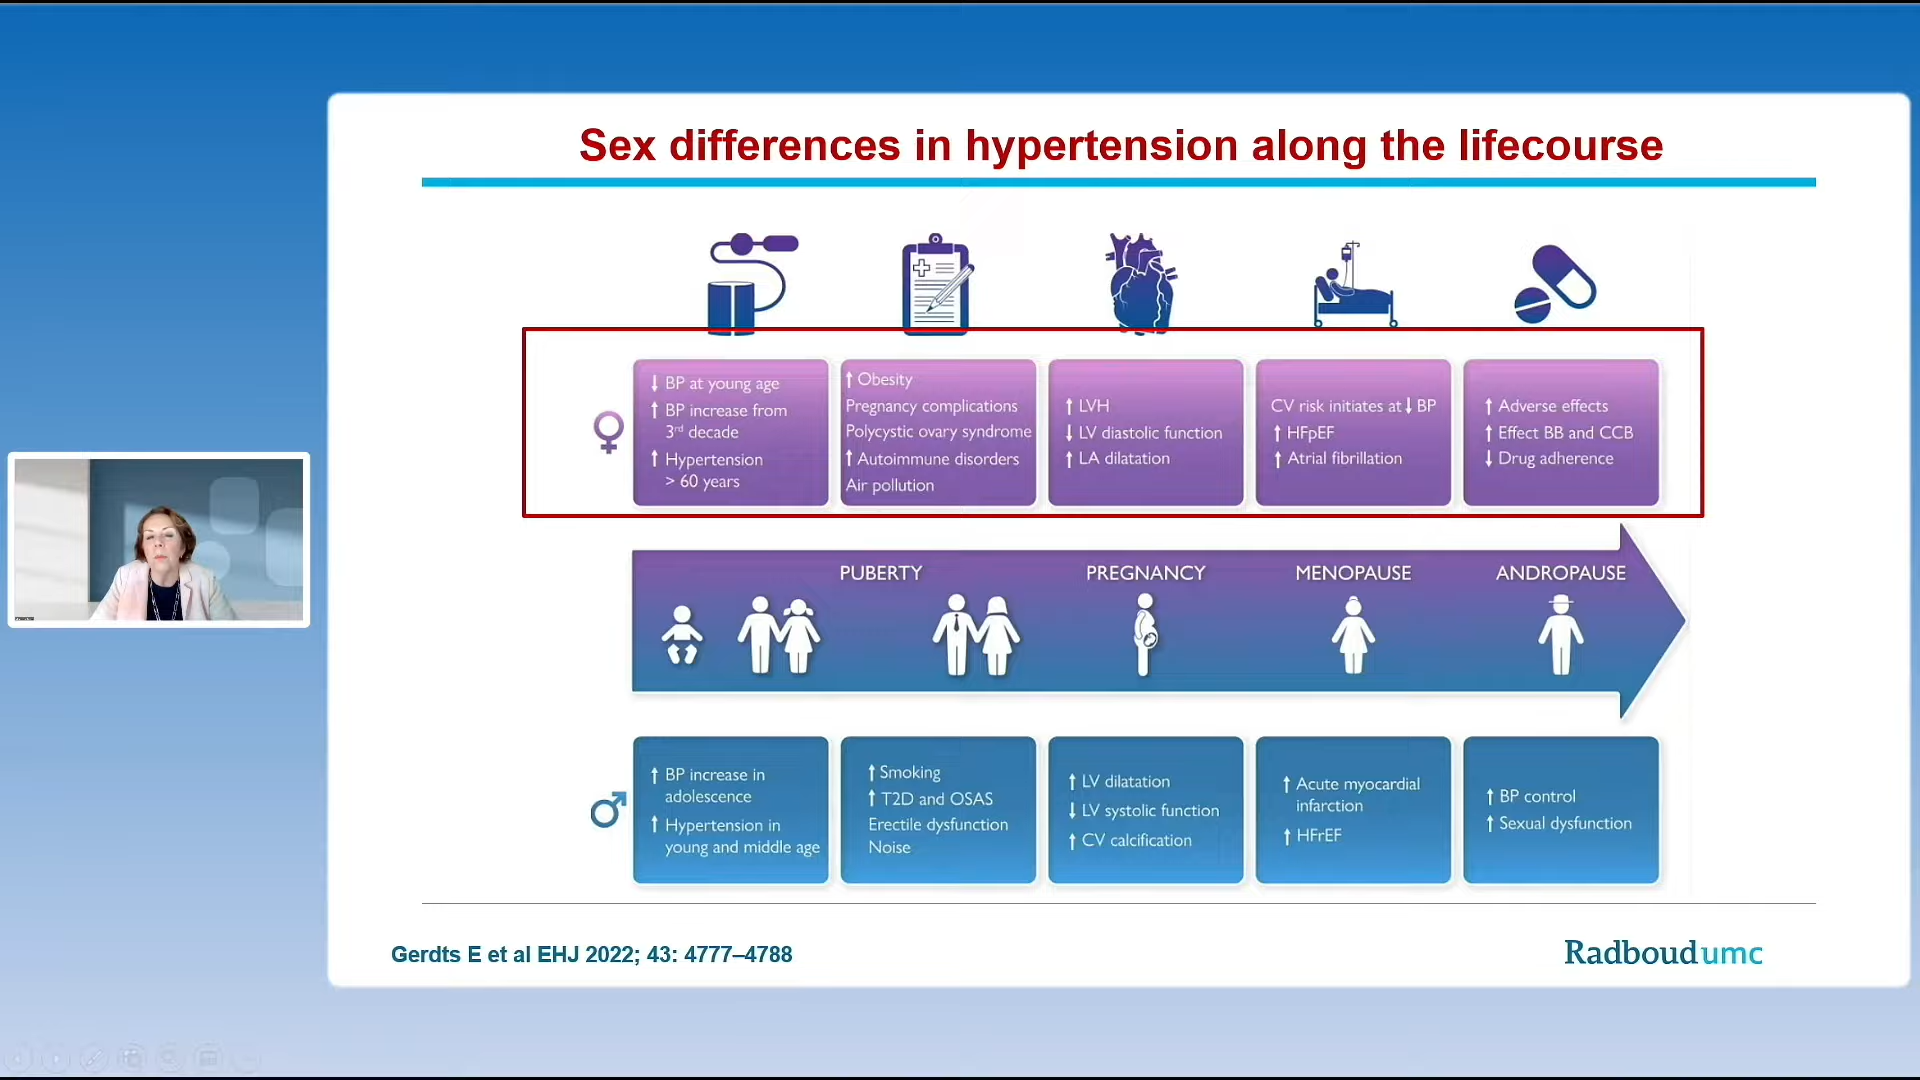 Sex differences in hypertension along the lifecourse
↓ BP at young age
↑ BP increase from
3rd decade
↑ Hypertension
> 60 years
↑ Obesity
Pregnancy complications
Polycystic ovary syndrome
↑ Autoimmune disorders
Air pollution
↑ LVH
↓ LV diastolic function
↑ LA dilatation
CV risk initiates at ↓ BP
↑ HFpEF
↑ Atrial fibrillation
↑ Adverse effects
↑ Effect BB and CCB
↓ Drug adherence
PUBERTY
PREGNANCY
MENOPAUSE
ANDROPAUSE
↑ BP increase in
adolescence
↑ Hypertension in
young and middle age
↑ Smoking
↑ T2D and OSAS
Erectile dysfunction
Noise
↑ LV dilatation
↓ LV systolic function
↑ CV calcification
↑ Acute myocardial
infarction
↑ HFrEF
↑ BP control
↑ Sexual dysfunction
Gerdts E et al EHJ 2022; 43: 4777–4788
Radboudumc